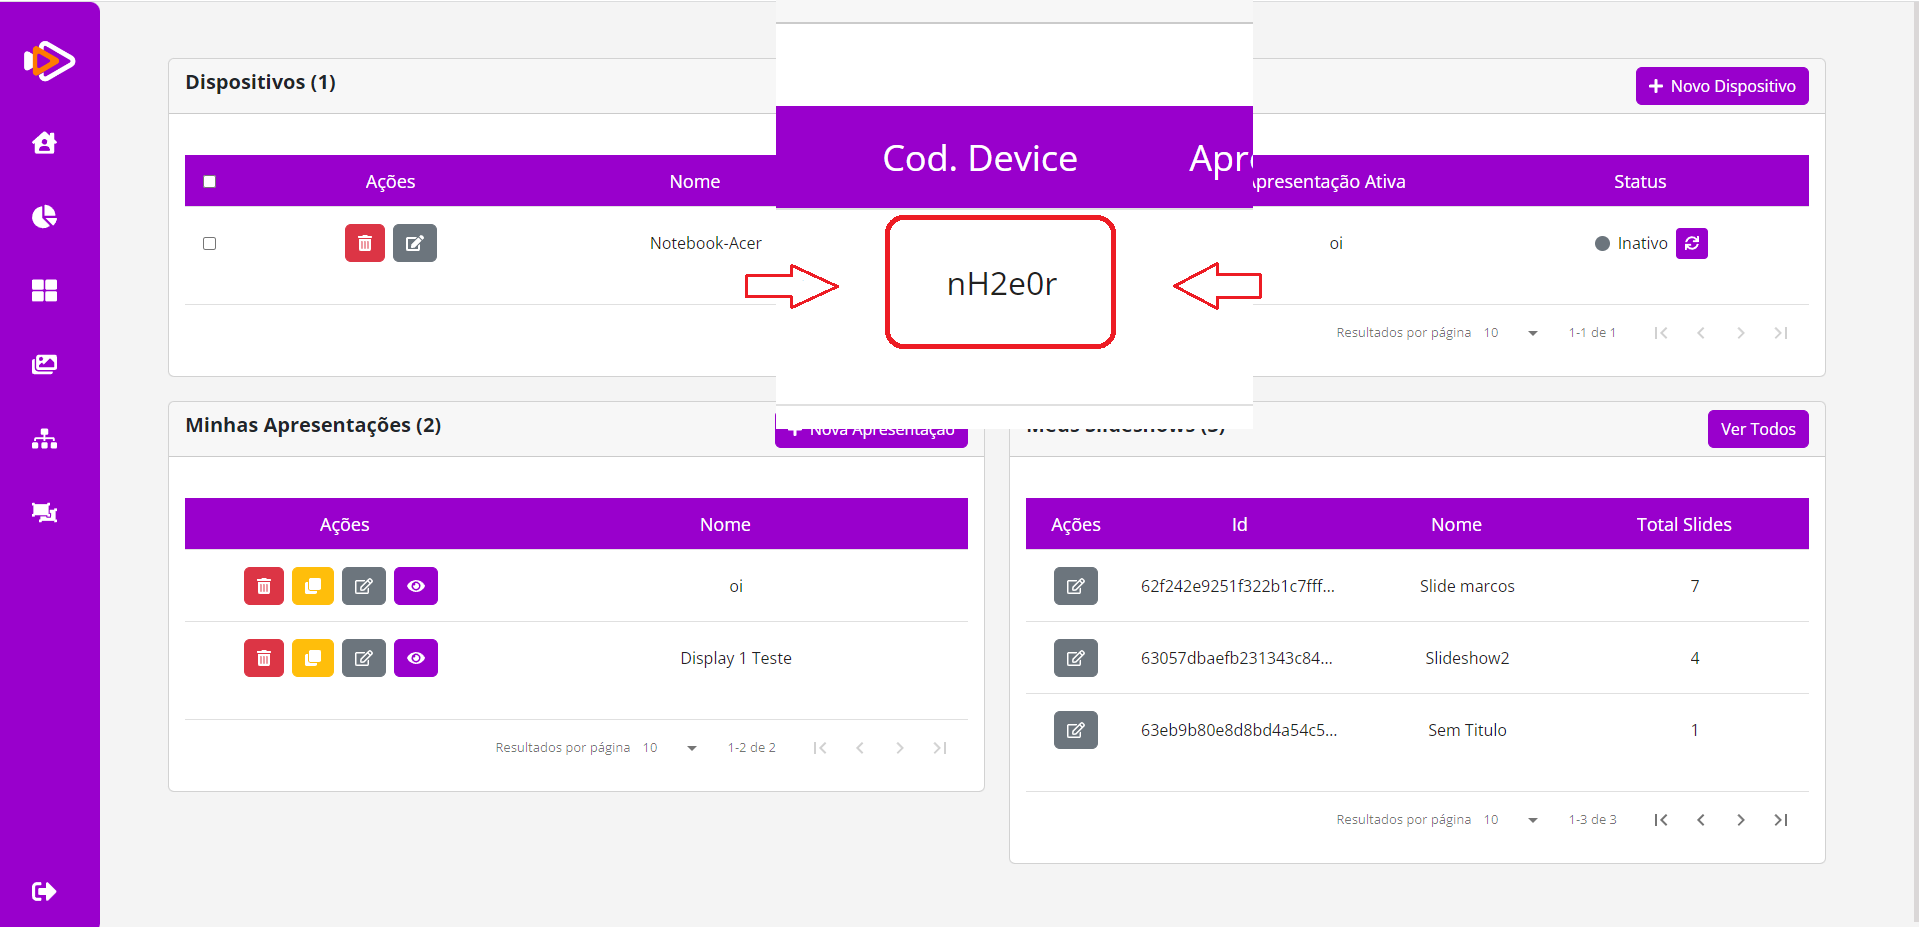 Dispositivos (1)
+ Novo Dispositivo
Ações Nome Cod. Device Apresentação Ativa Status
Notebook-Acer nH2e0r oi Inativo
Resultados por página 10 1-1 de 1
Minhas Apresentações (2)
+ Nova Apresentação
Ações Nome
oi
Display 1 Teste
Resultados por página 10 1-2 de 2
Meus Slideshows (3)
Ver Todos
Ações Id Nome Total Slides
62f242e9251f322b1c7fff... Slide marcos 7
63057dbaefb231343c84... Slideshow2 4
63eb9b80e8d8bd4a54c5... Sem Titulo 1
Resultados por página 10 1-3 de 3